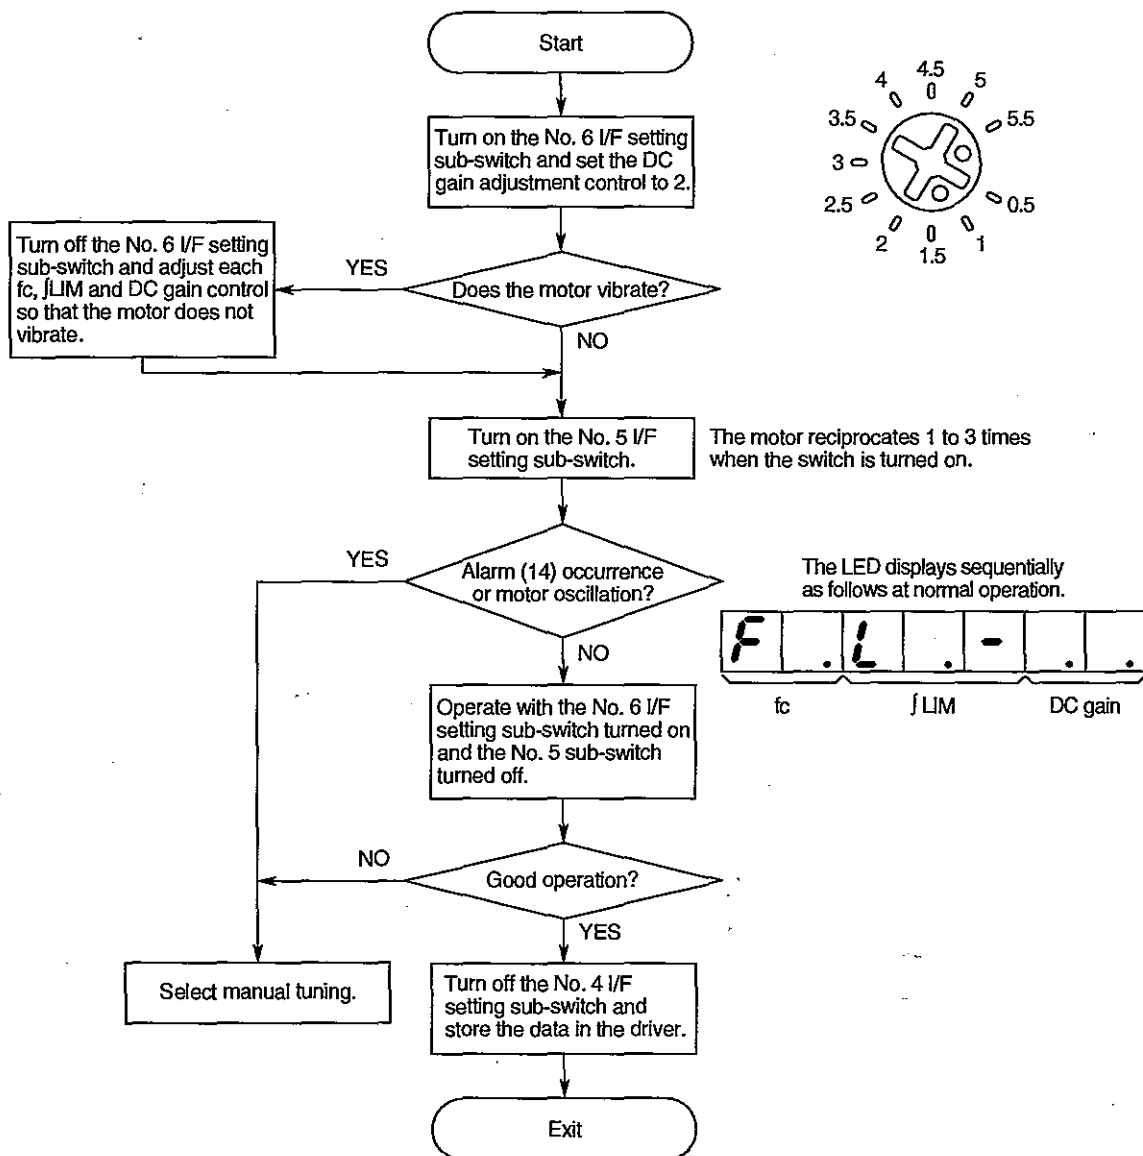 Start
Turn on the No. 6 I/F setting
sub-switch and set the DC
gain adjustment control to 2.
4
4.5
5
3.5
5.5
3
2.5
0.5
2
1.5
1
Turn off the No. 6 I/F setting
sub-switch and adjust each
fc, ∫LIM and DC gain control
so that the motor does not
vibrate.
YES
Does the motor vibrate?
NO
Turn on the No. 5 I/F
setting sub-switch.
The motor reciprocates 1 to 3 times
when the switch is turned on.
YES
Alarm (14) occurrence
or motor oscillation?
NO
The LED displays sequentially
as follows at normal operation.
F . L . - . .
fc ∫LIM DC gain
Operate with the No. 6 I/F
setting sub-switch turned on
and the No. 5 sub-switch
turned off.
NO
Good operation?
YES
Select manual tuning.
Turn off the No. 4 I/F
setting sub-switch and
store the data in the driver.
Exit